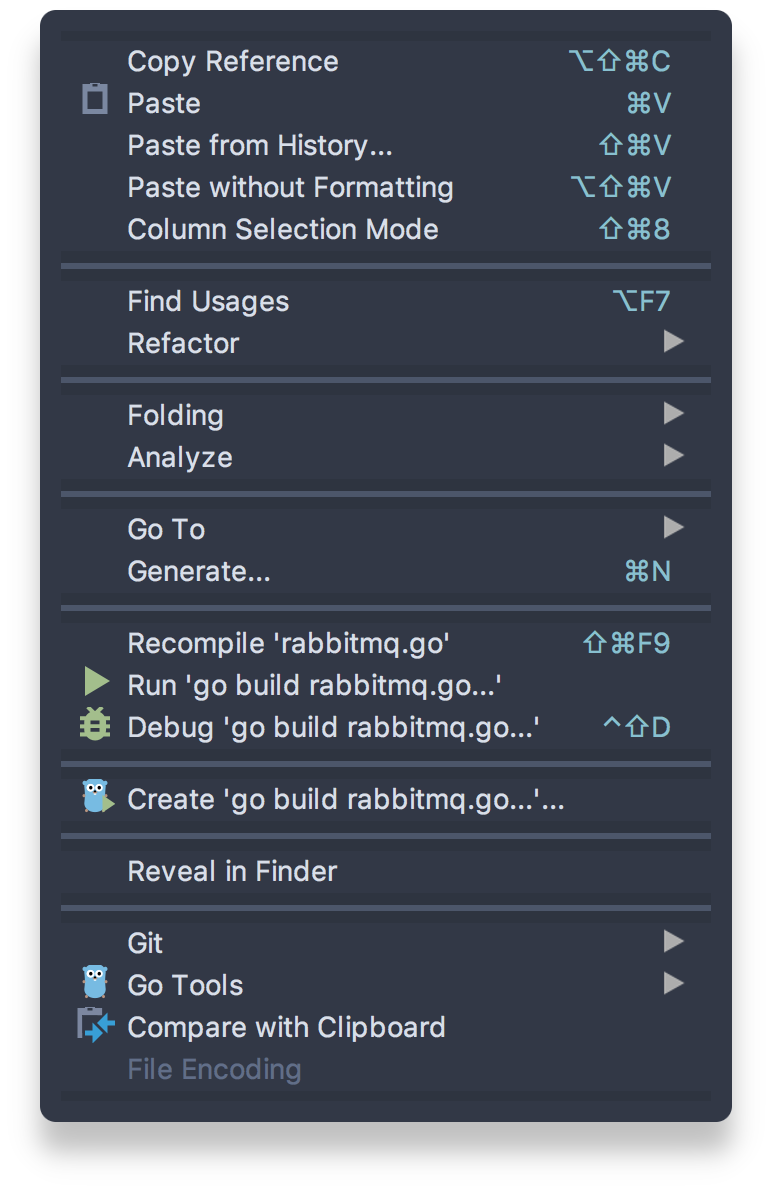 Copy Reference ⌥⇧⌘C
Paste ⌘V
Paste from History... ⇧⌘V
Paste without Formatting ⌥⇧⌘V
Column Selection Mode ⇧⌘8
Find Usages ⌥F7
Refactor
Folding
Analyze
Go To
Generate... ⌘N
Recompile 'rabbitmq.go' ⇧⌘F9
Run 'go build rabbitmq.go...'
Debug 'go build rabbitmq.go...' ^⇧D
Create 'go build rabbitmq.go...'...
Reveal in Finder
Git
Go Tools
Compare with Clipboard
File Encoding